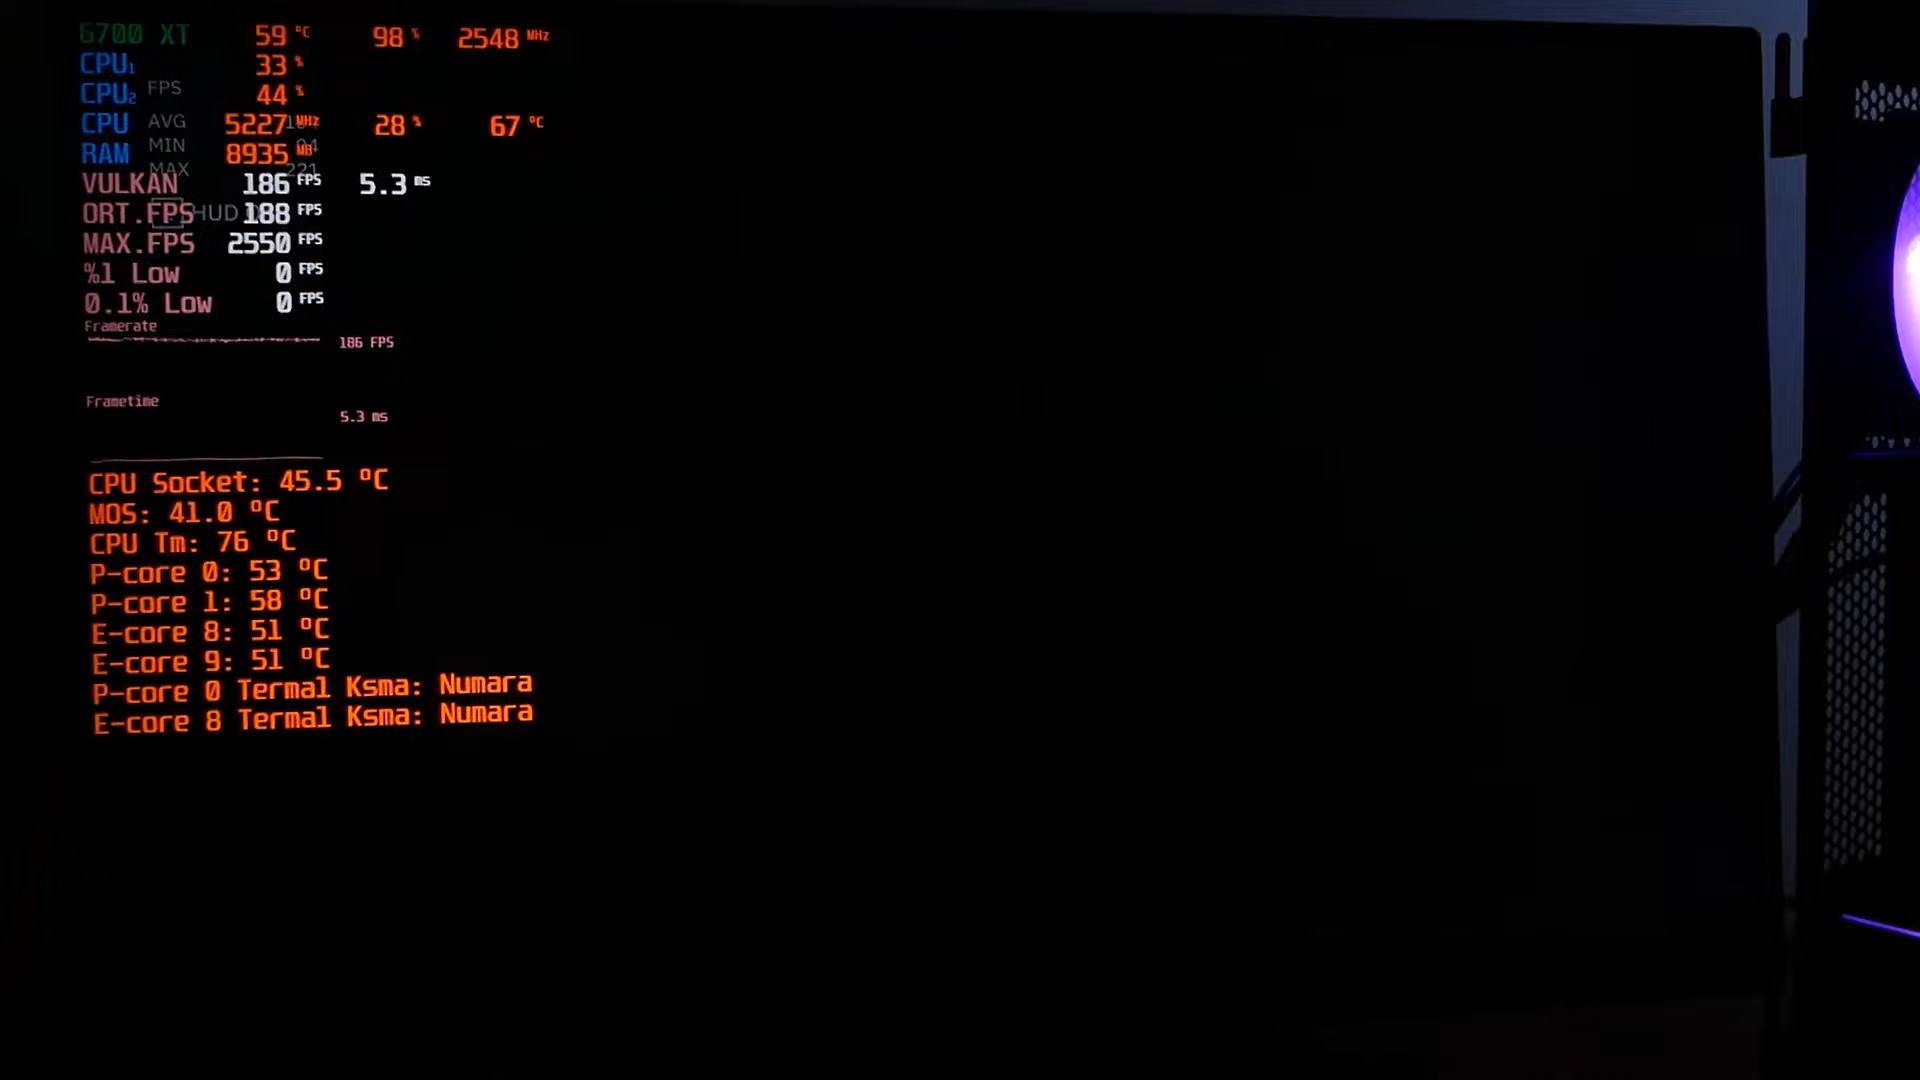 6700 XT 59 °C 98 % 2548 MHz
CPU1 33 %
CPU2 44 %
FPS
CPU 5227 MHz 28 % 67 °C
AVG
RAM 8935 MB
MIN 94
MAX 221
VULKAN 186 FPS 5.3 ms
ORT.FPS 188 FPS
HUD
MAX.FPS 2550 FPS
%1 Low 0 FPS
0.1% Low 0 FPS
Framerate
186 FPS
Frametime
5.3 ms
CPU Socket: 45.5 °C
MOS: 41.0 °C
CPU Tm: 76 °C
P-core 0: 53 °C
P-core 1: 58 °C
E-core 8: 51 °C
E-core 9: 51 °C
P-core 0 Termal Ksma: Numara
E-core 8 Termal Ksma: Numara